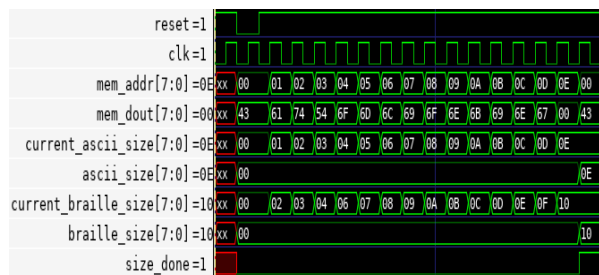 reset=1
clk=1
mem_addr[7:0]=0E xx 00 01 02 03 04 05 06 07 08 09 0A 0B 0C 0D 0E 00
mem_dout[7:0]=00 xx 43 61 74 54 6F 6D 6C 69 6F 6E 6B 69 6E 67 00 43
current_ascii_size[7:0]=0E xx 00 01 02 03 04 05 06 07 08 09 0A 0B 0C 0D 0E
ascii_size[7:0]=0E xx 00 0E
current_braille_size[7:0]=10 xx 00 02 03 04 06 07 08 09 0A 0B 0C 0D 0E 0F 10
braille_size[7:0]=10 xx 00 10
size_done=1